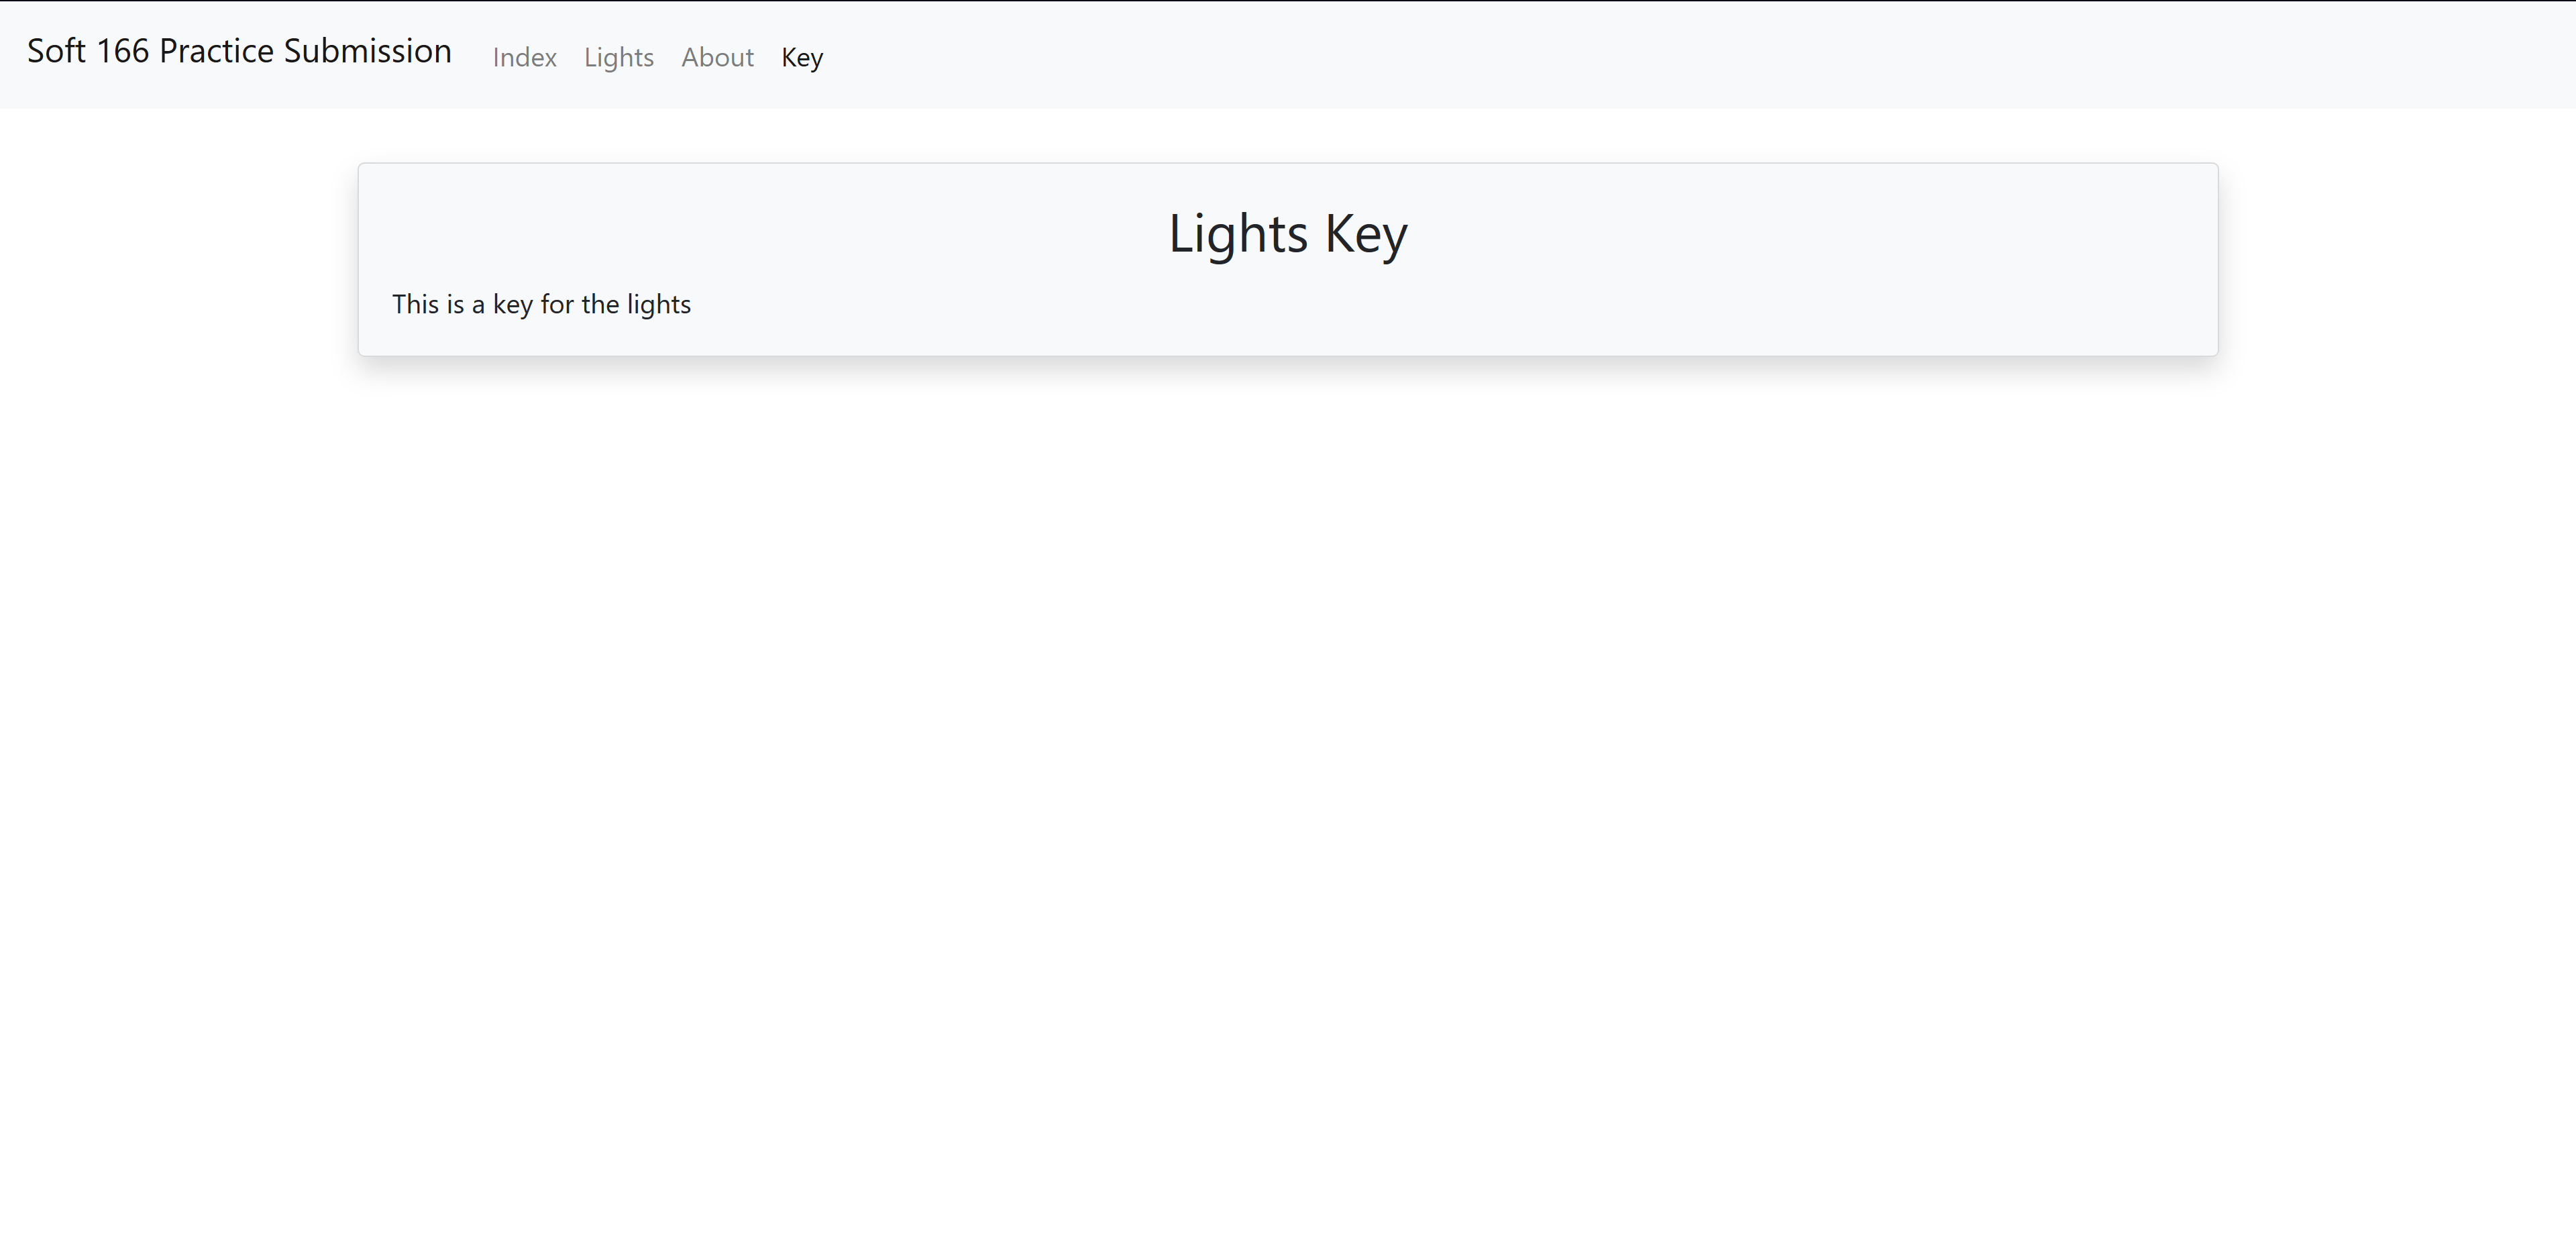 Soft 166 Practice Submission Index Lights About Key
Lights Key
This is a key for the lights